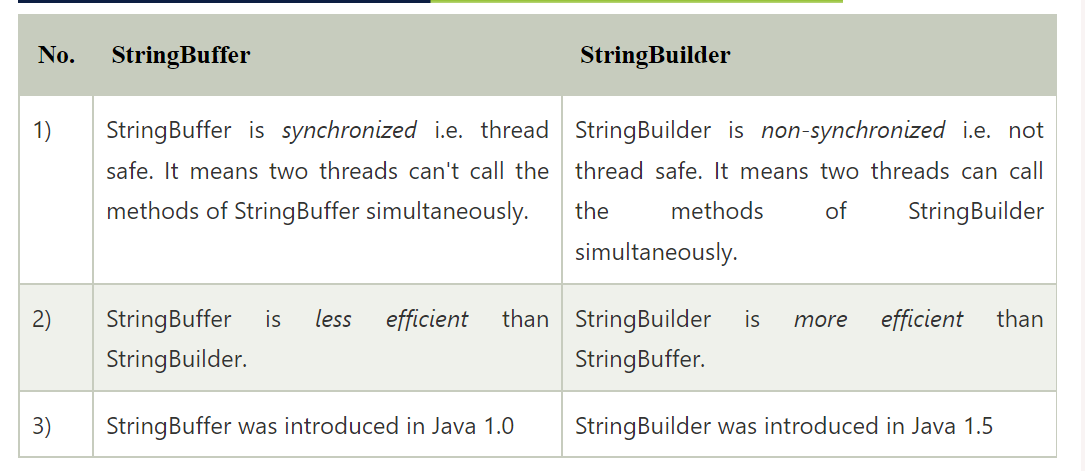 No. StringBuffer StringBuilder
1) StringBuffer is synchronized i.e. thread
safe. It means two threads can't call the
methods of StringBuffer simultaneously.
StringBuilder is non-synchronized i.e. not
thread safe. It means two threads can call
the methods of StringBuilder
simultaneously.
2) StringBuffer is less efficient than
StringBuilder.
StringBuilder is more efficient than
StringBuffer.
3) StringBuffer was introduced in Java 1.0
StringBuilder was introduced in Java 1.5